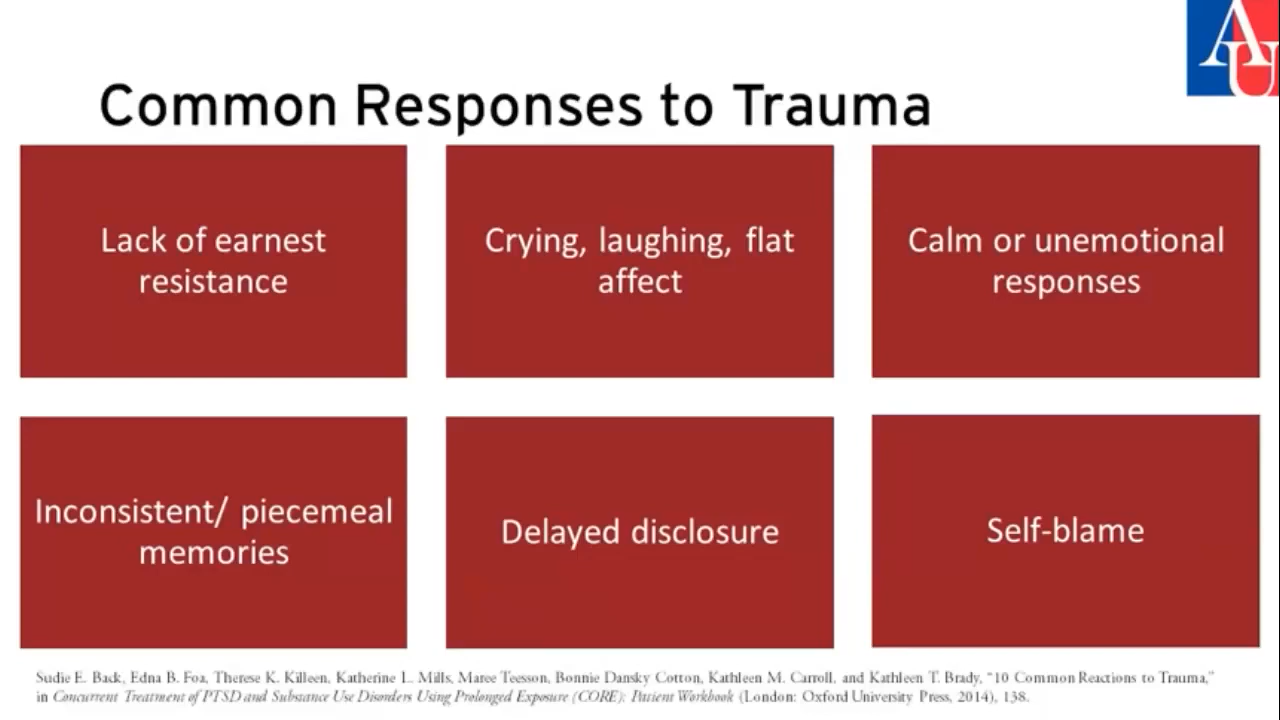 AU
Common Responses to Trauma
Lack of earnest
resistance
Crying, laughing, flat
affect
Calm or unemotional
responses
Inconsistent/ piecemeal
memories
Delayed disclosure
Self-blame
Sudie E. Back, Edna B. Foa, Therese K. Killeen, Katherine L. Mills, Maree Teesson, Bonnie Dansky Cotton, Kathleen M. Carroll, and Kathleen T. Brady, "10 Common Reactions to Trauma,"
in Concurrent Treatment of PTSD and Substance Use Disorders Using Prolonged Exposure (CORE): Patient Workbook (London: Oxford University Press, 2014), 138.